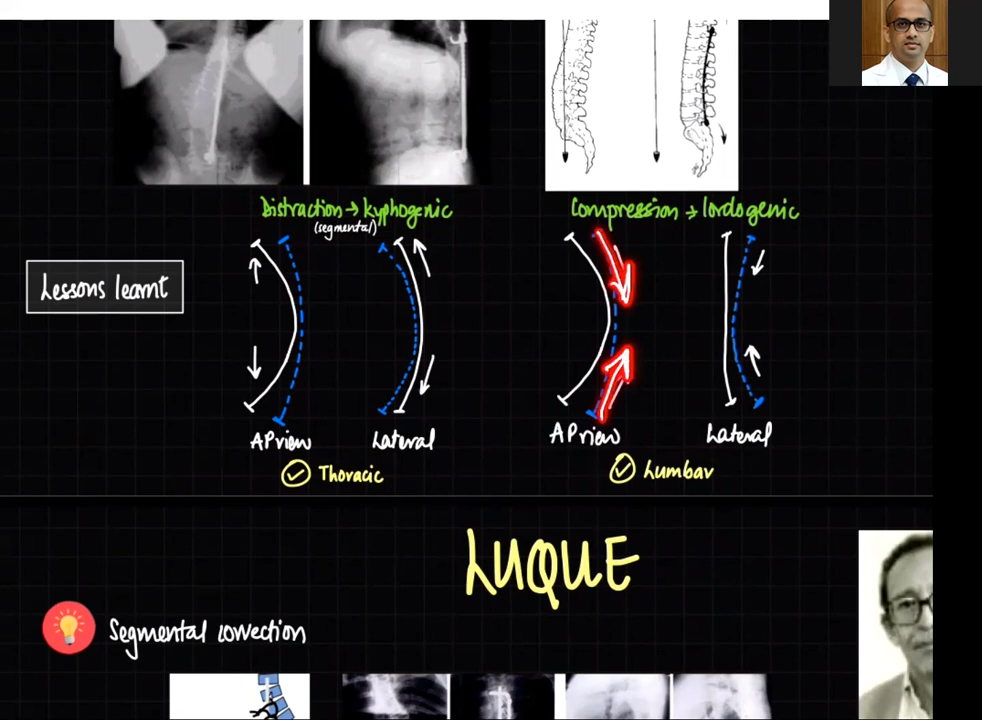 Distraction → kyphogenic
(segmental)
Compression → lordogenic
Lessons learnt
AP view
Lateral
AP view
Lateral
Thoracic
Lumbar
LUQUE
Segmental correction